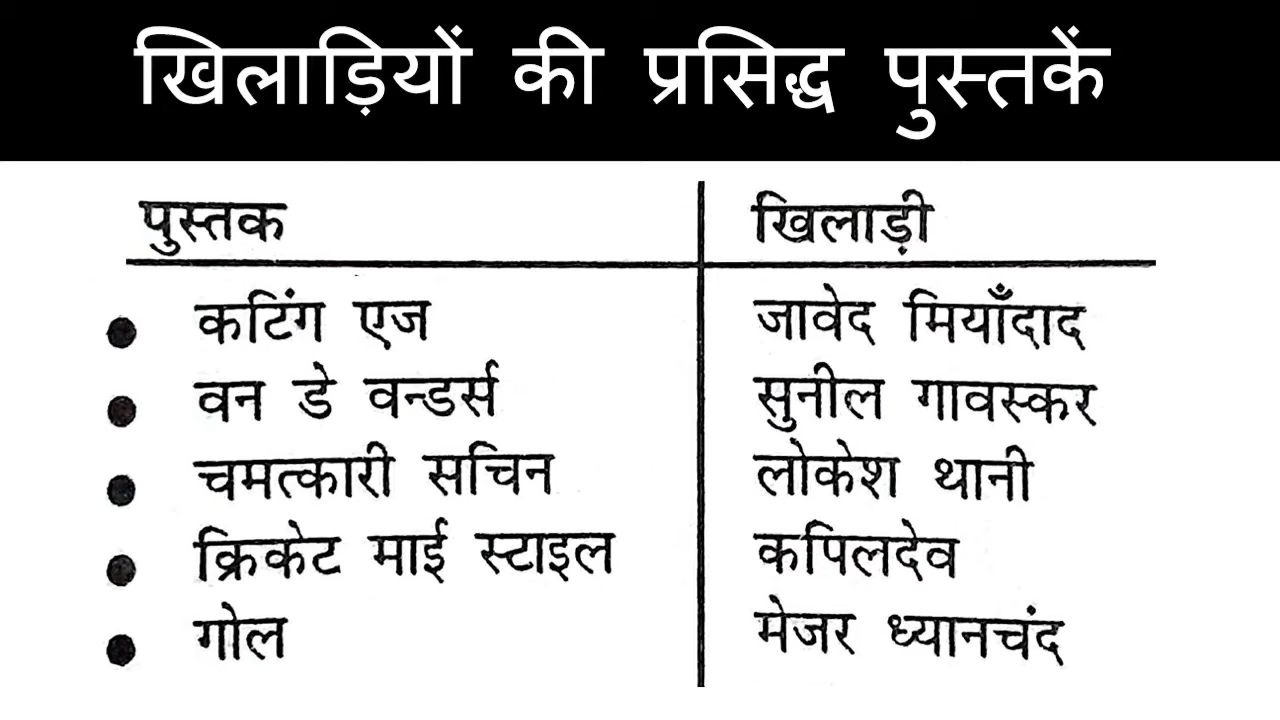 खिलाड़ियों की प्रसिद्ध पुस्तकें
पुस्तक खिलाड़ी
• कटिंग एज जावेद मियाँदाद
• वन डे वन्डर्स सुनील गावस्कर
• चमत्कारी सचिन लोकेश थानी
• क्रिकेट माई स्टाइल कपिलदेव
• गोल मेजर ध्यानचंद